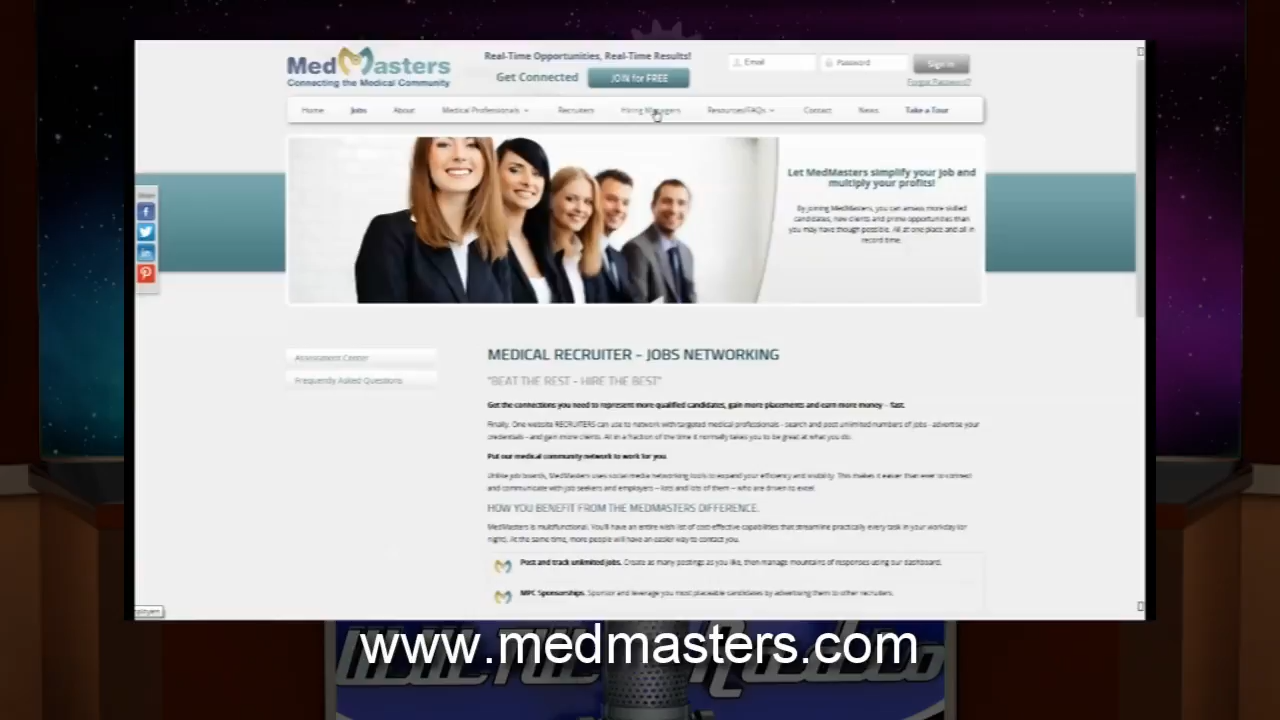 MedMasters
Connecting the Medical Community
Real-Time Opportunities, Real-Time Results!
Get Connected JOIN for FREE
Email Password Sign in
Forgot Password?
Home Jobs About Medical Professionals Recruiters Hiring Managers Resources/FAQs Contact News Take a Tour
Share
Let MedMasters simplify your job and
multiply your profits!
By joining MedMasters, you can amass more skilled
candidates, new clients and prime opportunities than
you may have though possible. All at one place and all in
record time.
Assessment Center
Frequently Asked Questions
MEDICAL RECRUITER - JOBS NETWORKING
"BEAT THE REST - HIRE THE BEST"
Get the connections you need to represent more qualified candidates, gain more placements and earn more money - fast.
Finally. One website RECRUITERS can use to network with targeted medical professionals - search and post unlimited numbers of jobs - advertise your
credentials - and gain more clients. All in a fraction of the time it normally takes you to be great at what you do.
Put our medical community network to work for you.
Unlike job boards, MedMasters uses social media networking tools to expand your efficiency and visibility. This makes it easier than ever to connect
and communicate with job seekers and employers -- lots and lots of them -- who are driven to excel.
HOW YOU BENEFIT FROM THE MEDMASTERS DIFFERENCE.
MedMasters is multifunctional. You'll have an entire wish list of cost-effective capabilities that streamline practically every task in your workday (or
night). At the same time, more people will have an easier way to contact you.
Post and track unlimited jobs. Create as many postings as you like, then manage mountains of responses using our dashboard.
MPC Sponsorships. Sponsor and leverage you most placeable candidates by advertising them to other recruiters.
www.medmasters.com